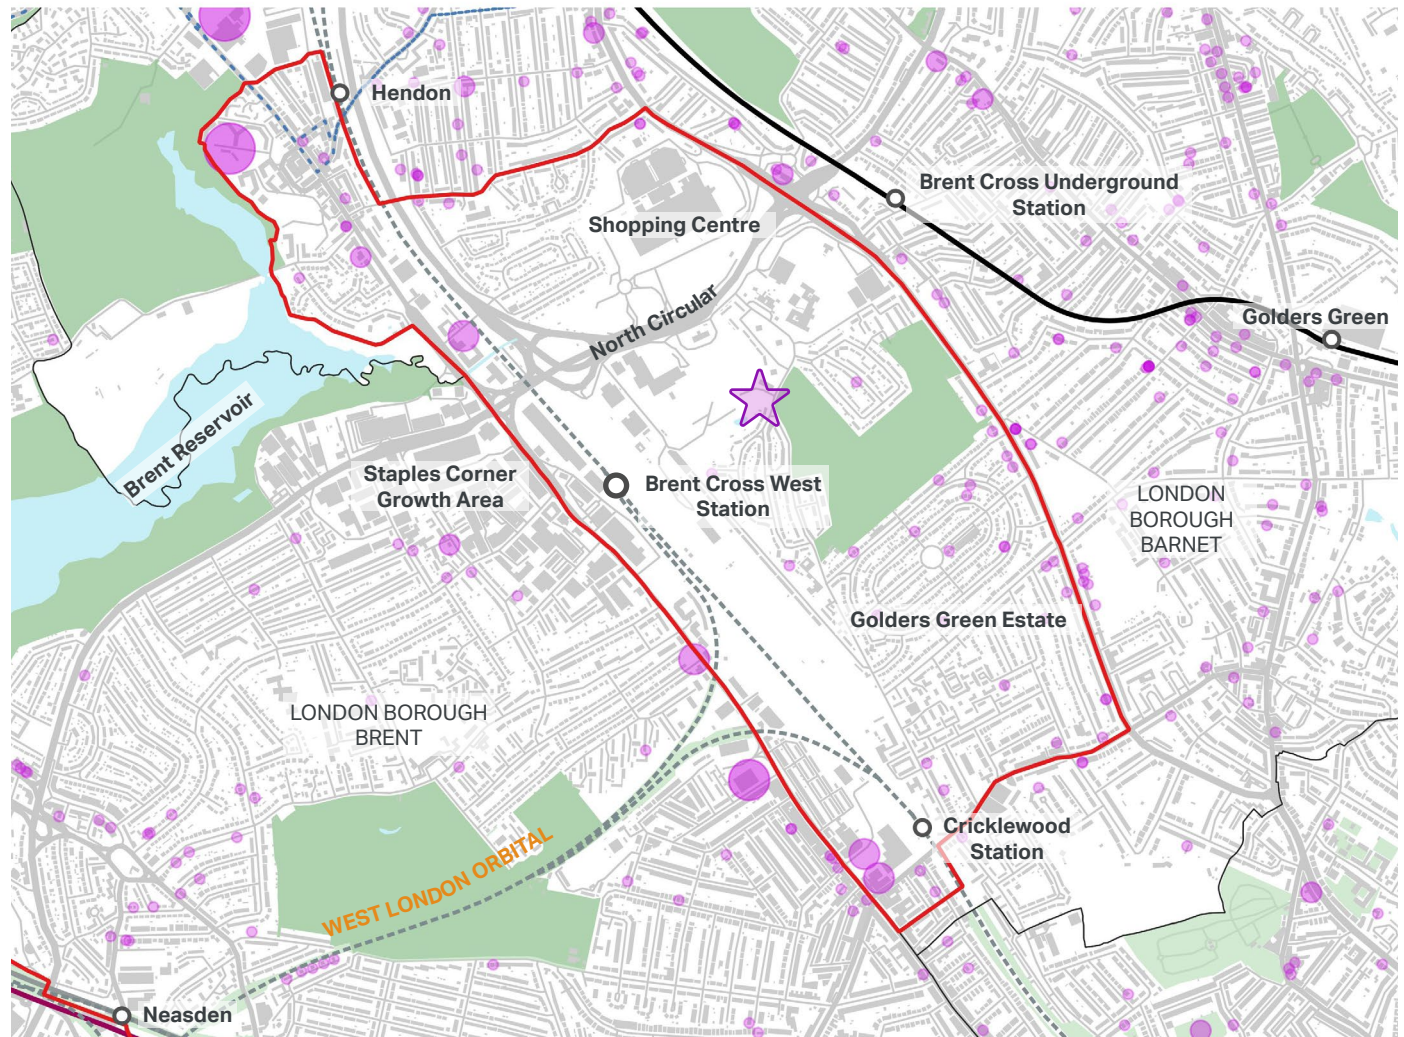 Hendon
Brent Cross Underground
Station
Shopping Centre
North Circular
Golders Green
Brent Reservoir
Staples Corner
Growth Area
Brent Cross West
Station
LONDON
BOROUGH
BARNET
Golders Green Estate
LONDON BOROUGH
BRENT
WEST LONDON ORBITAL
Cricklewood
Station
Neasden